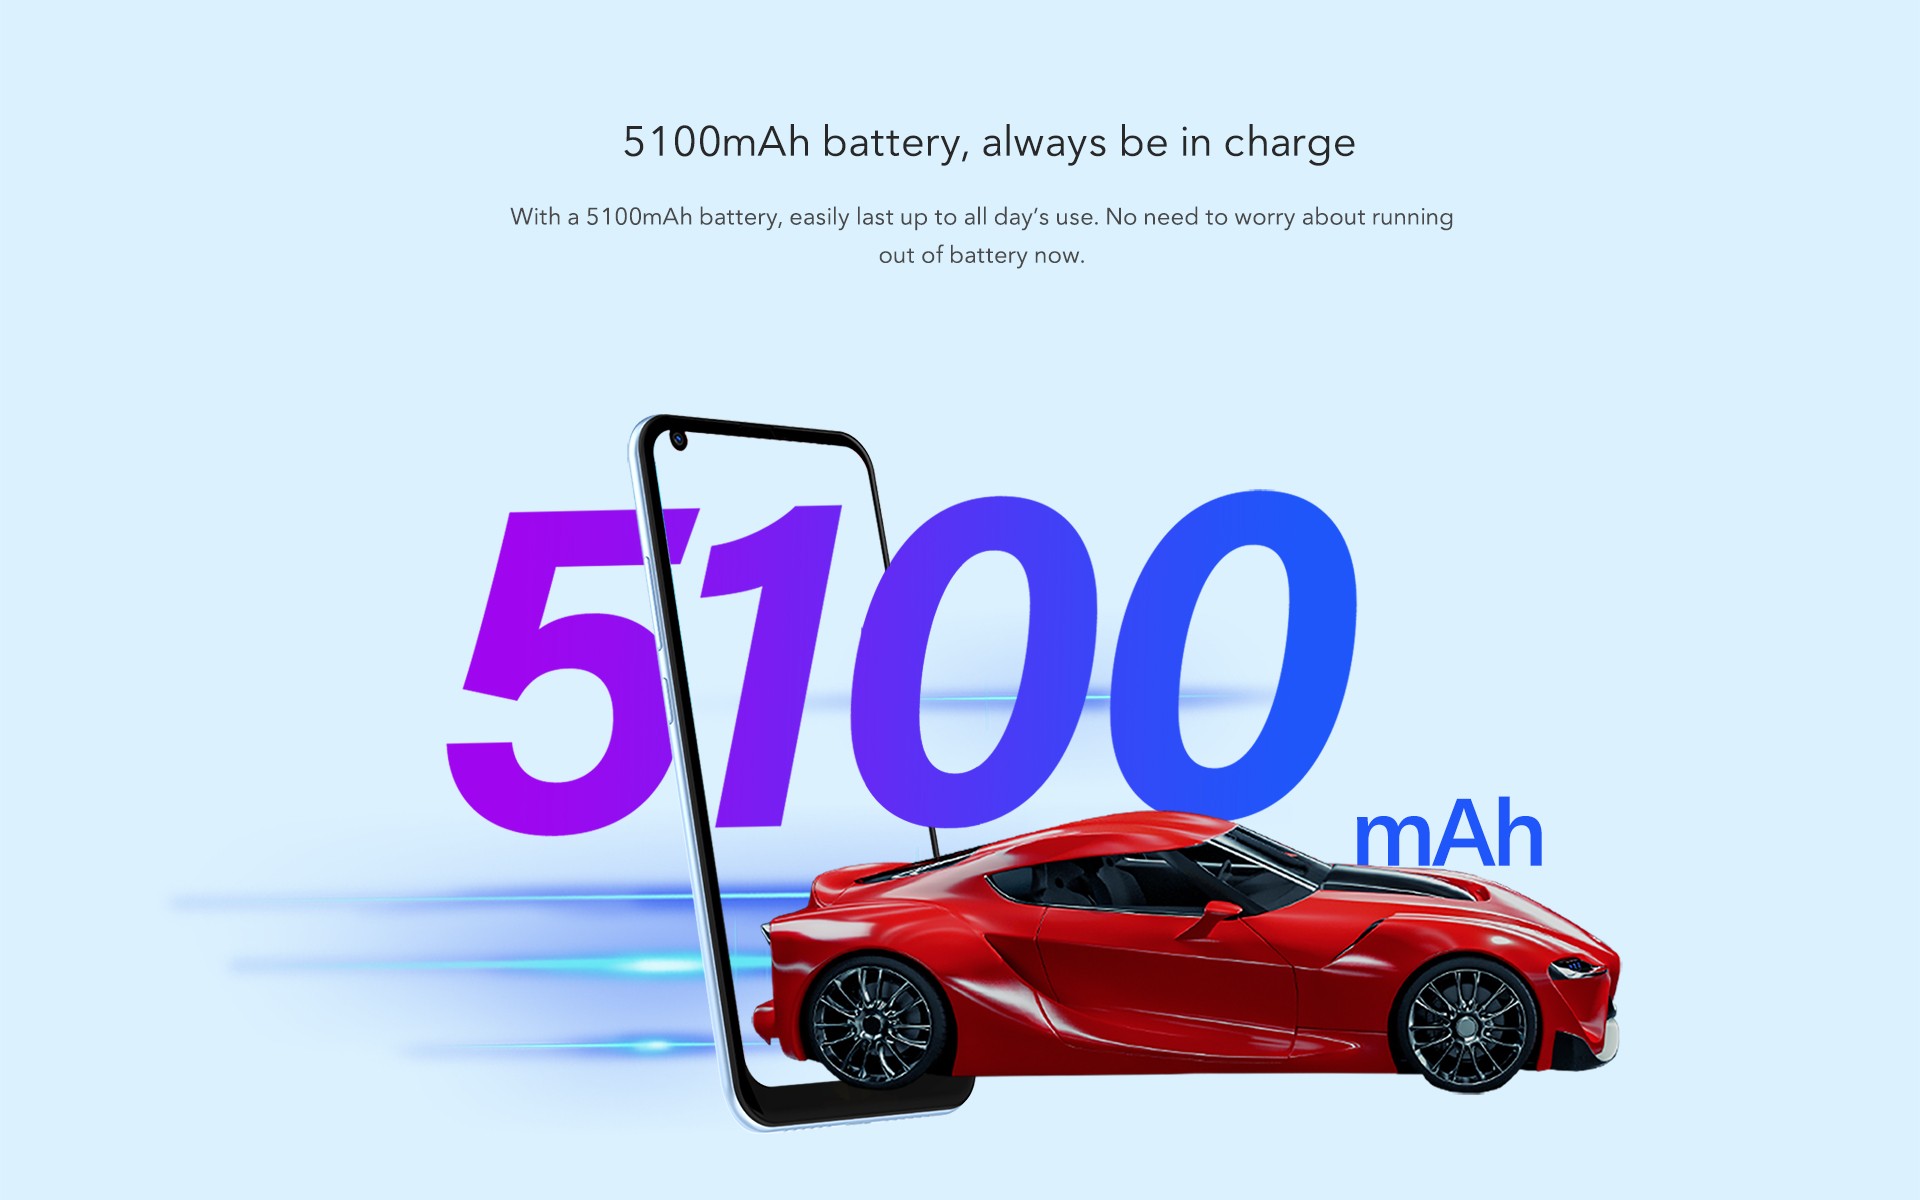 5100mAh battery, always be in charge
With a 5100mAh battery, easily last up to all day’s use. No need to worry about running
out of battery now.
5100
mAh